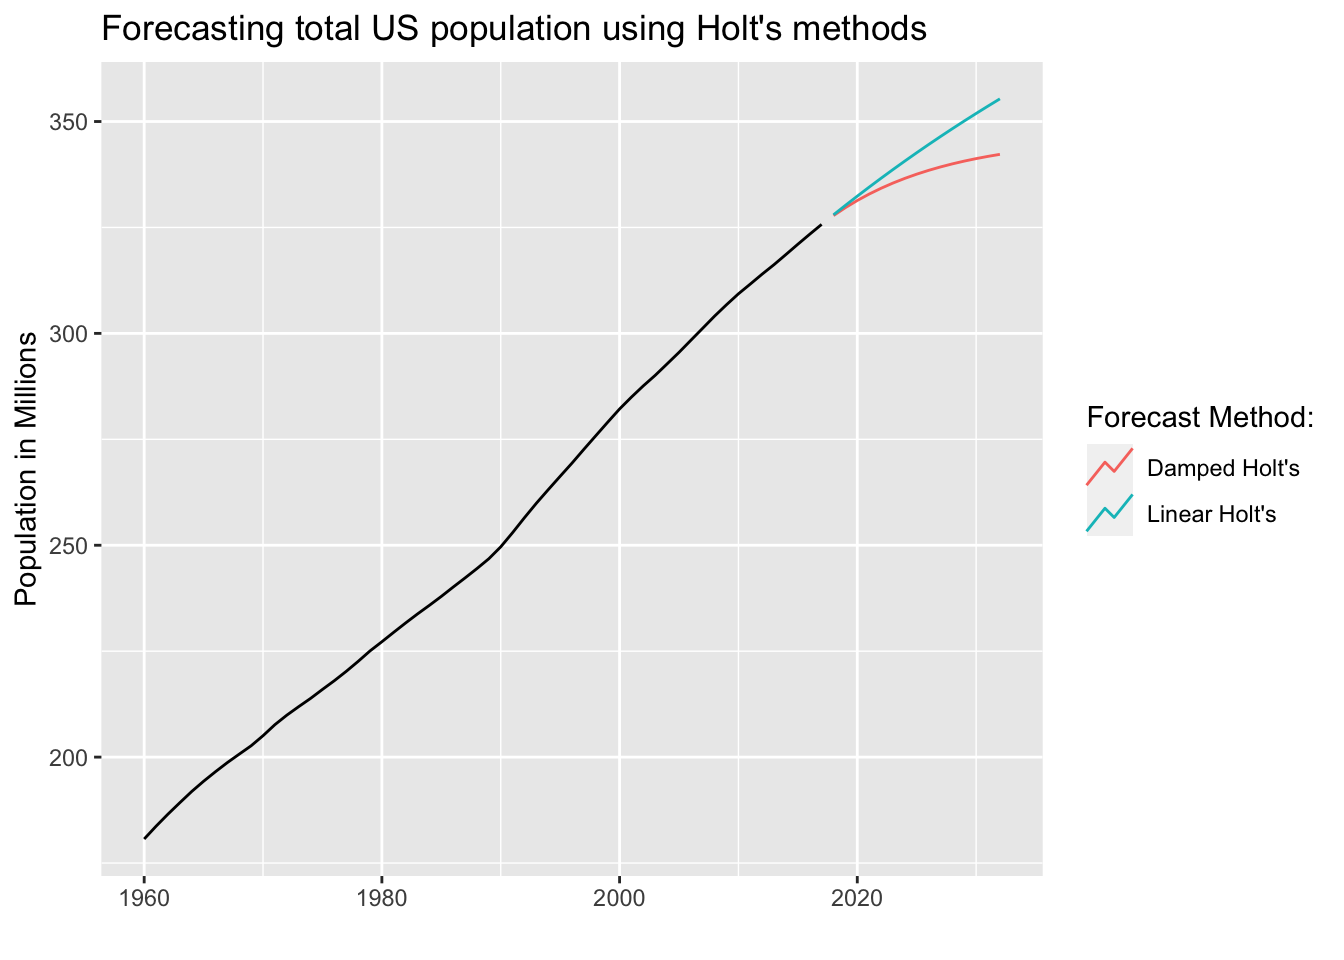 Forecasting total US population using Holt's methods
Population in Millions
350
300
250
200
1960
1980
2000
2020
Forecast Method:
Damped Holt's
Linear Holt's